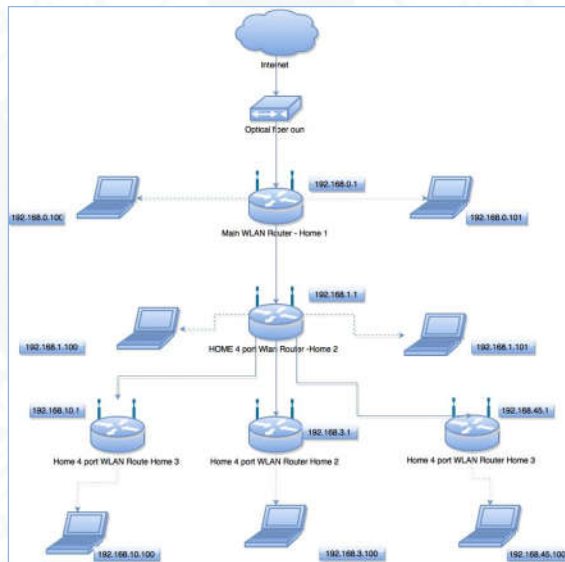 Internet
Optical fiber oun
192.168.0.1
192.168.0.100
192.168.0.101
Main WLAN Router - Home 1
192.168.1.1
192.168.1.100
HOME 4 port Wlan Router -Home 2
192.168.1.101
192.168.10.1
192.168.3.1
192.168.45.1
Home 4 port WLAN Route Home 3
Home 4 port WLAN Router Home 2
Home 4 port WLAN Router Home 3
192.168.10.100
192.168.3.100
192.168.45.100